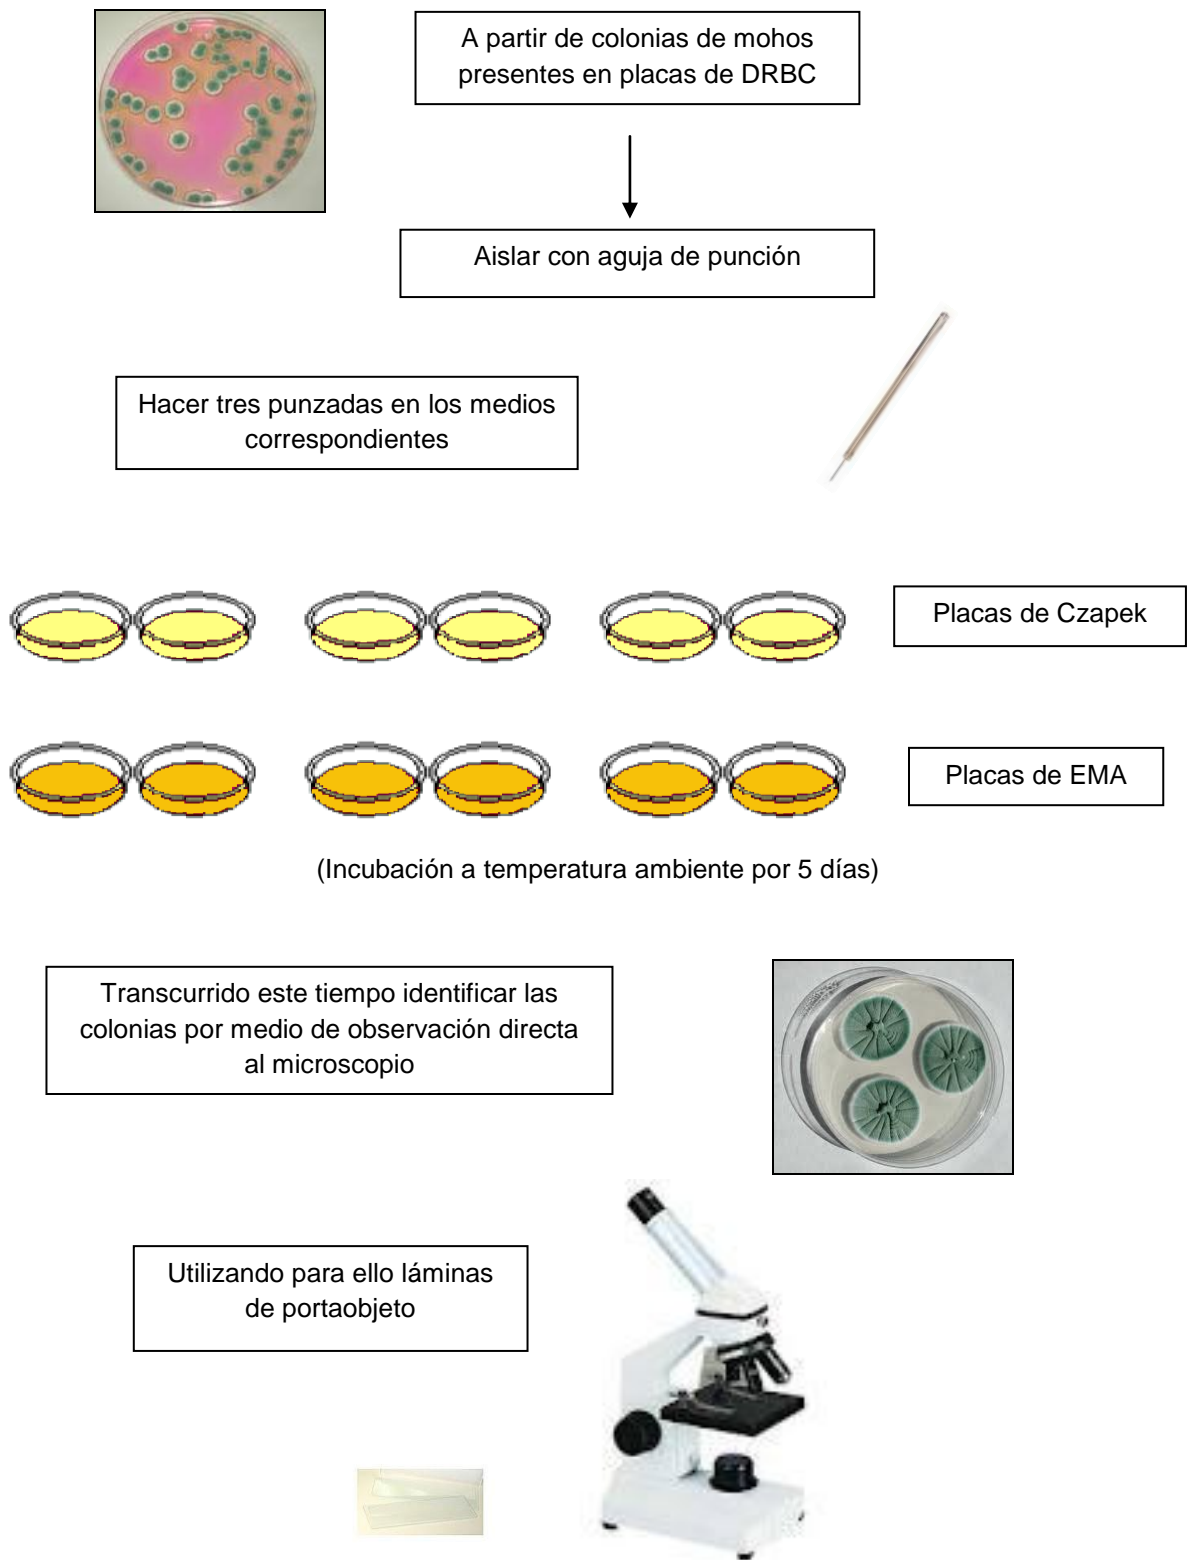 A partir de colonias de mohos
presentes en placas de DRBC
Aislar con aguja de punción
Hacer tres punzadas en los medios
correspondientes
Placas de Czapek
Placas de EMA
(Incubación a temperatura ambiente por 5 días)
Transcurrido este tiempo identificar las
colonias por medio de observación directa
al microscopio
Utilizando para ello láminas
de portaobjeto